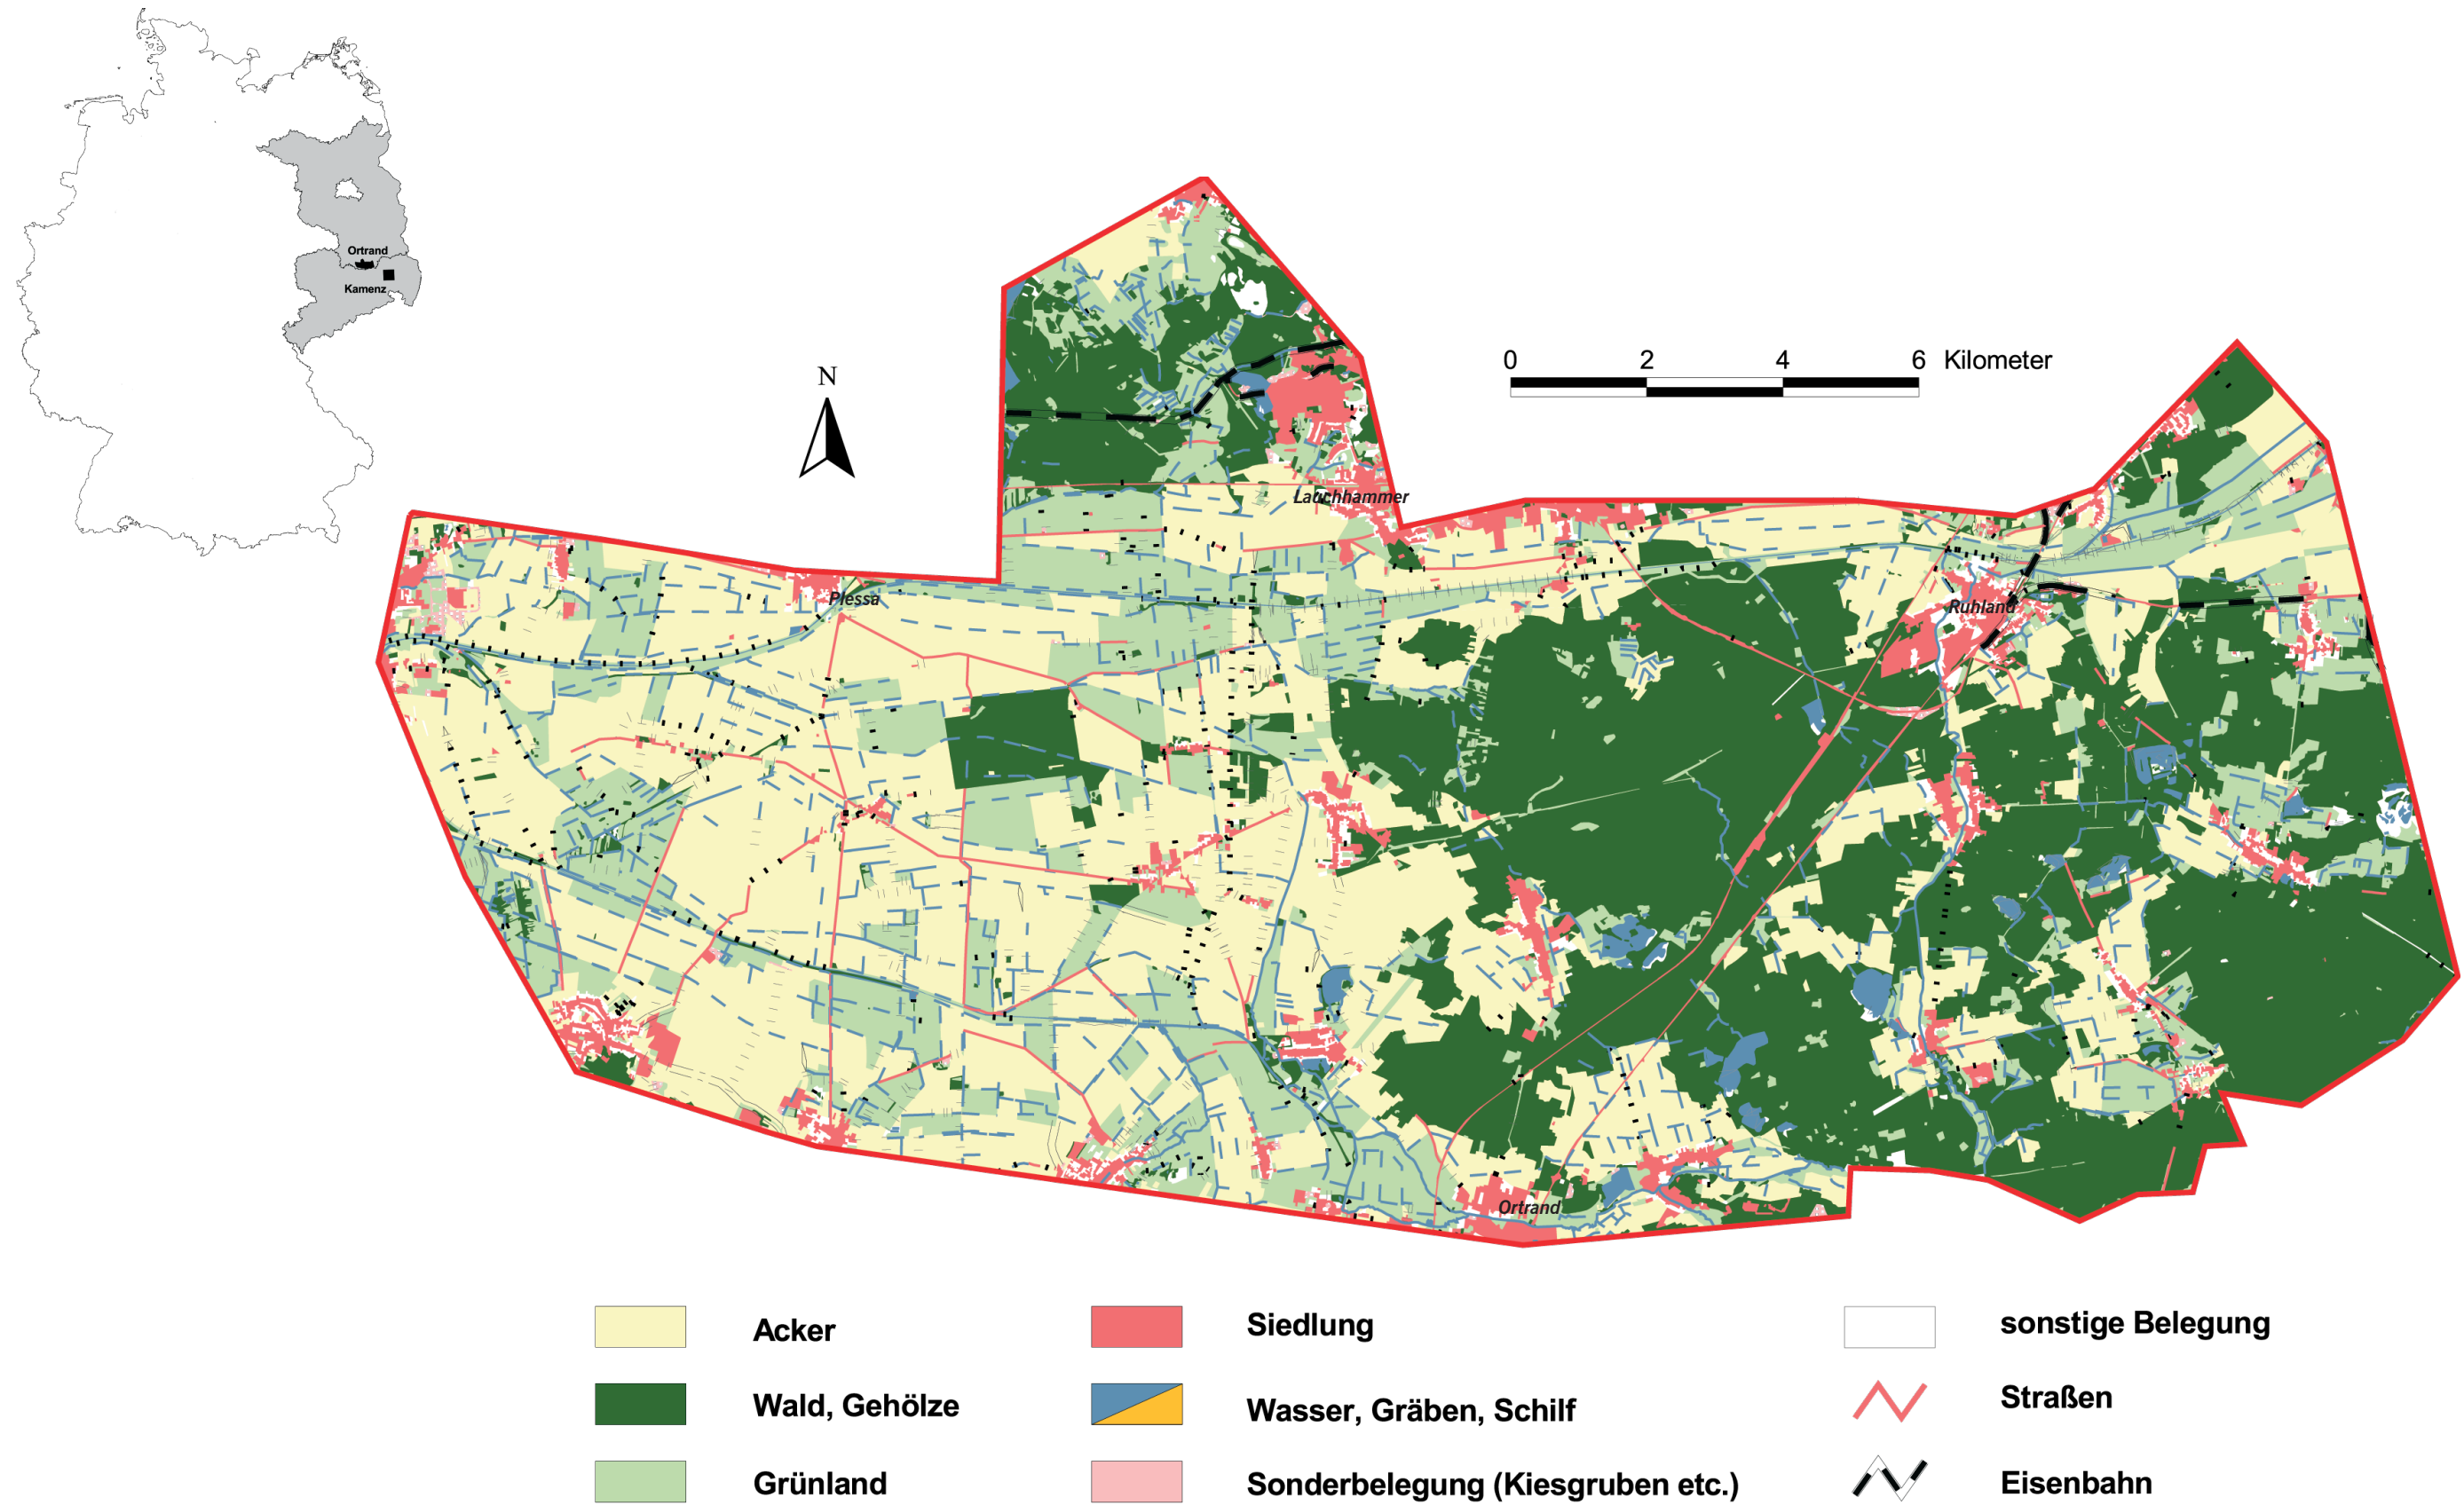 Ortrand
Kamenz
N
0 2 4 6 Kilometer
Lauchhammer
Plessa
Ruhland
Ortrand
Acker
Siedlung
sonstige Belegung
Wald, Gehölze
Wasser, Gräben, Schilf
Straßen
Grünland
Sonderbelegung (Kiesgruben etc.)
Eisenbahn